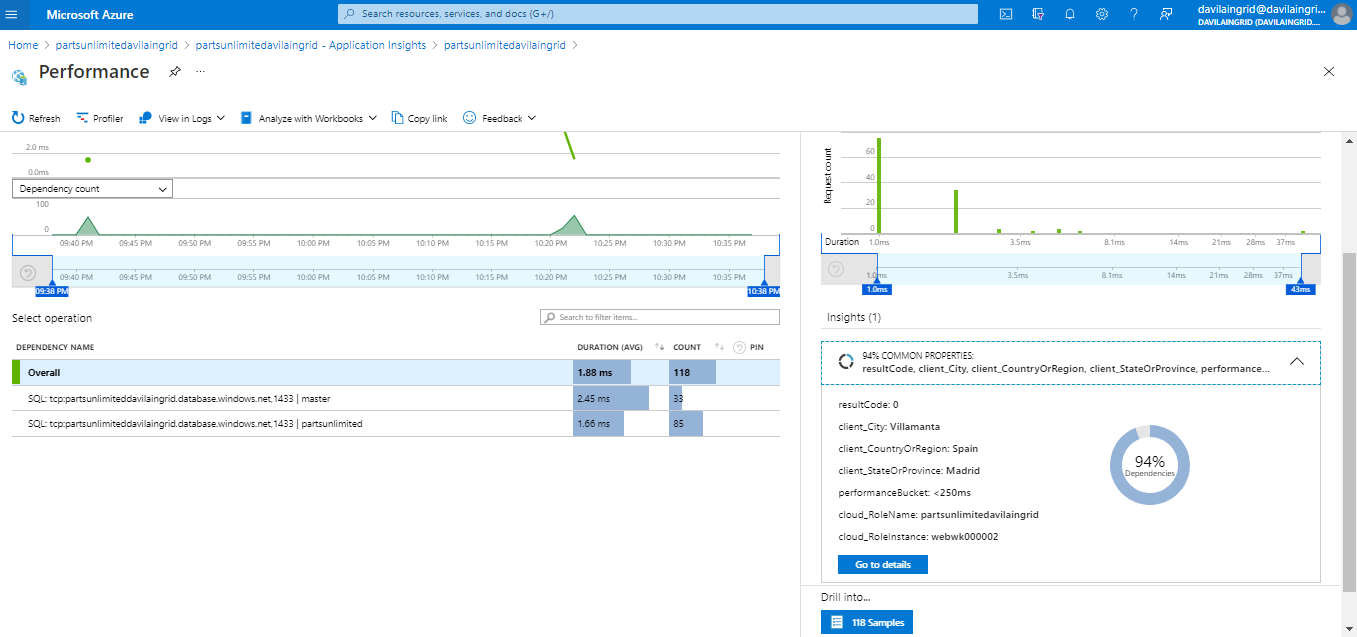 Microsoft Azure
Search resources, services, and docs (G+/)
davilaingrid@davilaingri...
DAVILAINGRID (DAVILAINGRID....
Home > partsunlimitedavilaingrid > partsunlimitedavilaingrid - Application Insights > partsunlimitedavilaingrid >
Performance
...
Refresh Profiler View in Logs Analyze with Workbooks Copy link Feedback
2.0 ms
0.0ms
Dependency count
100
0
09:40 PM 09:45 PM 09:50 PM 09:55 PM 10:00 PM 10:05 PM 10:10 PM 10:15 PM 10:20 PM 10:25 PM 10:30 PM 10:35 PM
09:40 PM 09:45 PM 09:50 PM 09:55 PM 10:00 PM 10:05 PM 10:10 PM 10:15 PM 10:20 PM 10:25 PM 10:30 PM 10:35 PM
09:38 PM 10:38 PM
Select operation
Search to filter items...
DEPENDENCY NAME DURATION (AVG) COUNT PIN
Overall 1.88 ms 118
SQL: tcp:partsunlimiteddavilaingrid.database.windows.net,1433 | master 2.45 ms 33
SQL: tcp:partsunlimiteddavilaingrid.database.windows.net,1433 | partsunlimited 1.66 ms 85
Request count
60
40
20
0
Duration 1.0ms 3.5ms 8.1ms 14ms 21ms 28ms 37ms
1.0ms 3.5ms 8.1ms 14ms 21ms 28ms 37ms
1.0ms 43ms
Insights (1)
94% COMMON PROPERTIES:
resultCode, client_City, client_CountryOrRegion, client_StateOrProvince, performance...
resultCode: 0
client_City: Villamanta
client_CountryOrRegion: Spain
client_StateOrProvince: Madrid
performanceBucket: <250ms
cloud_RoleName: partsunlimitedavilaingrid
cloud_RoleInstance: webwk000002
94%
Dependencies
Go to details
Drill into...
118 Samples